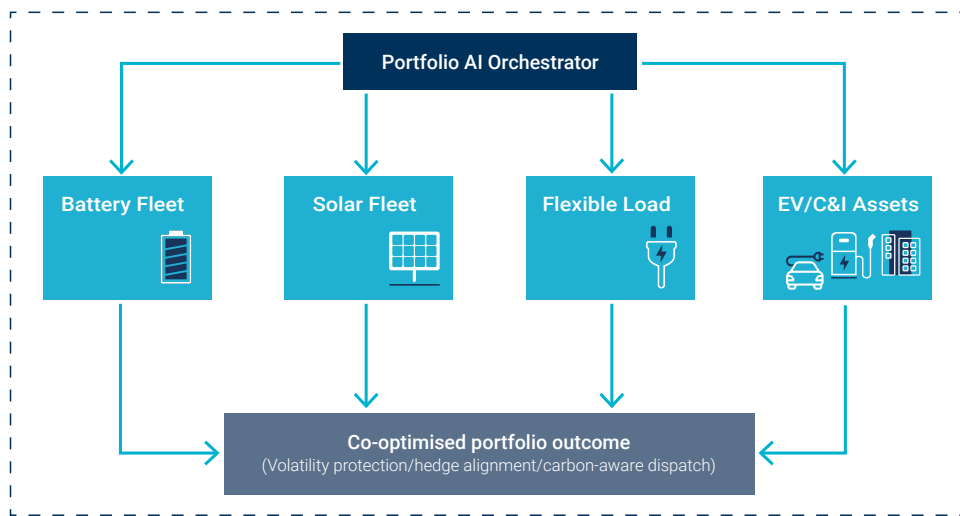 Portfolio AI Orchestrator
Battery Fleet
Solar Fleet
Flexible Load
EV/C&I Assets
Co-optimised portfolio outcome
(Volatility protection/hedge alignment/carbon-aware dispatch)